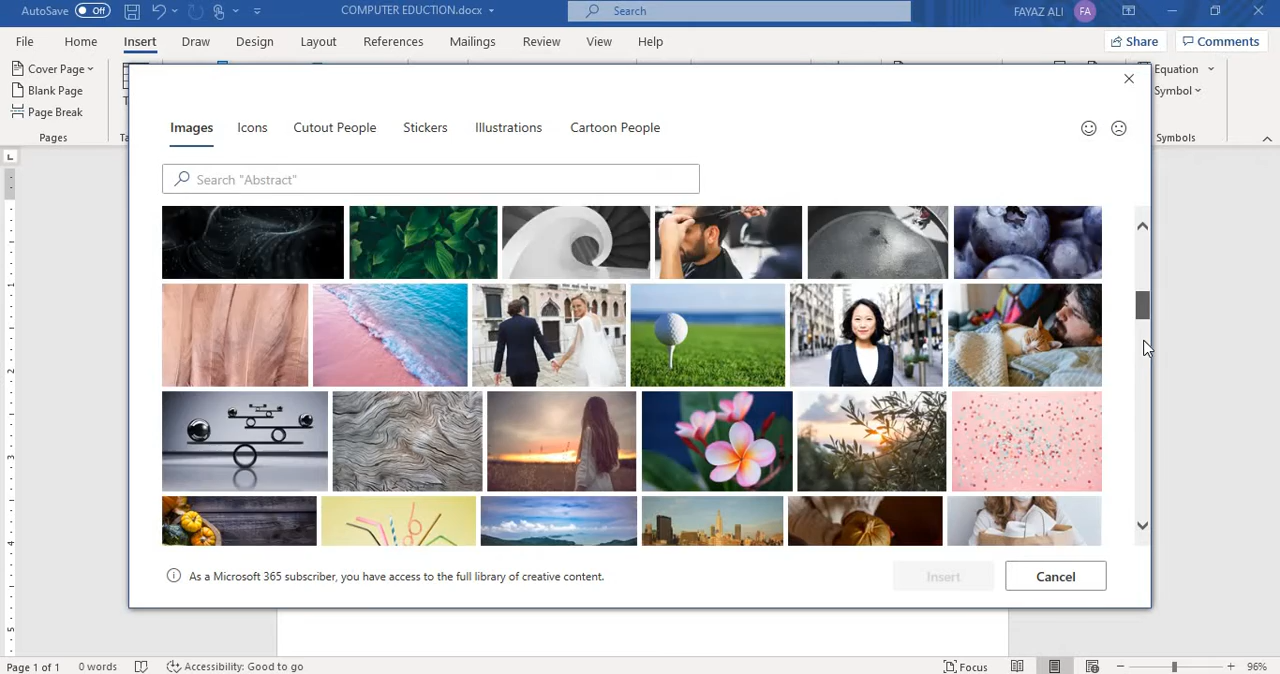 AutoSave Off COMPUTER EDUCTION.docx Search FAYAZ ALI FA
File Home Insert Draw Design Layout References Mailings Review View Help Share Comments
Cover Page Equation
Blank Page Symbol
Page Break
Pages Symbols
Images Icons Cutout People Stickers Illustrations Cartoon People
Search "Abstract"
As a Microsoft 365 subscriber, you have access to the full library of creative content. Insert Cancel
Page 1 of 1 0 words Accessibility: Good to go Focus 96%